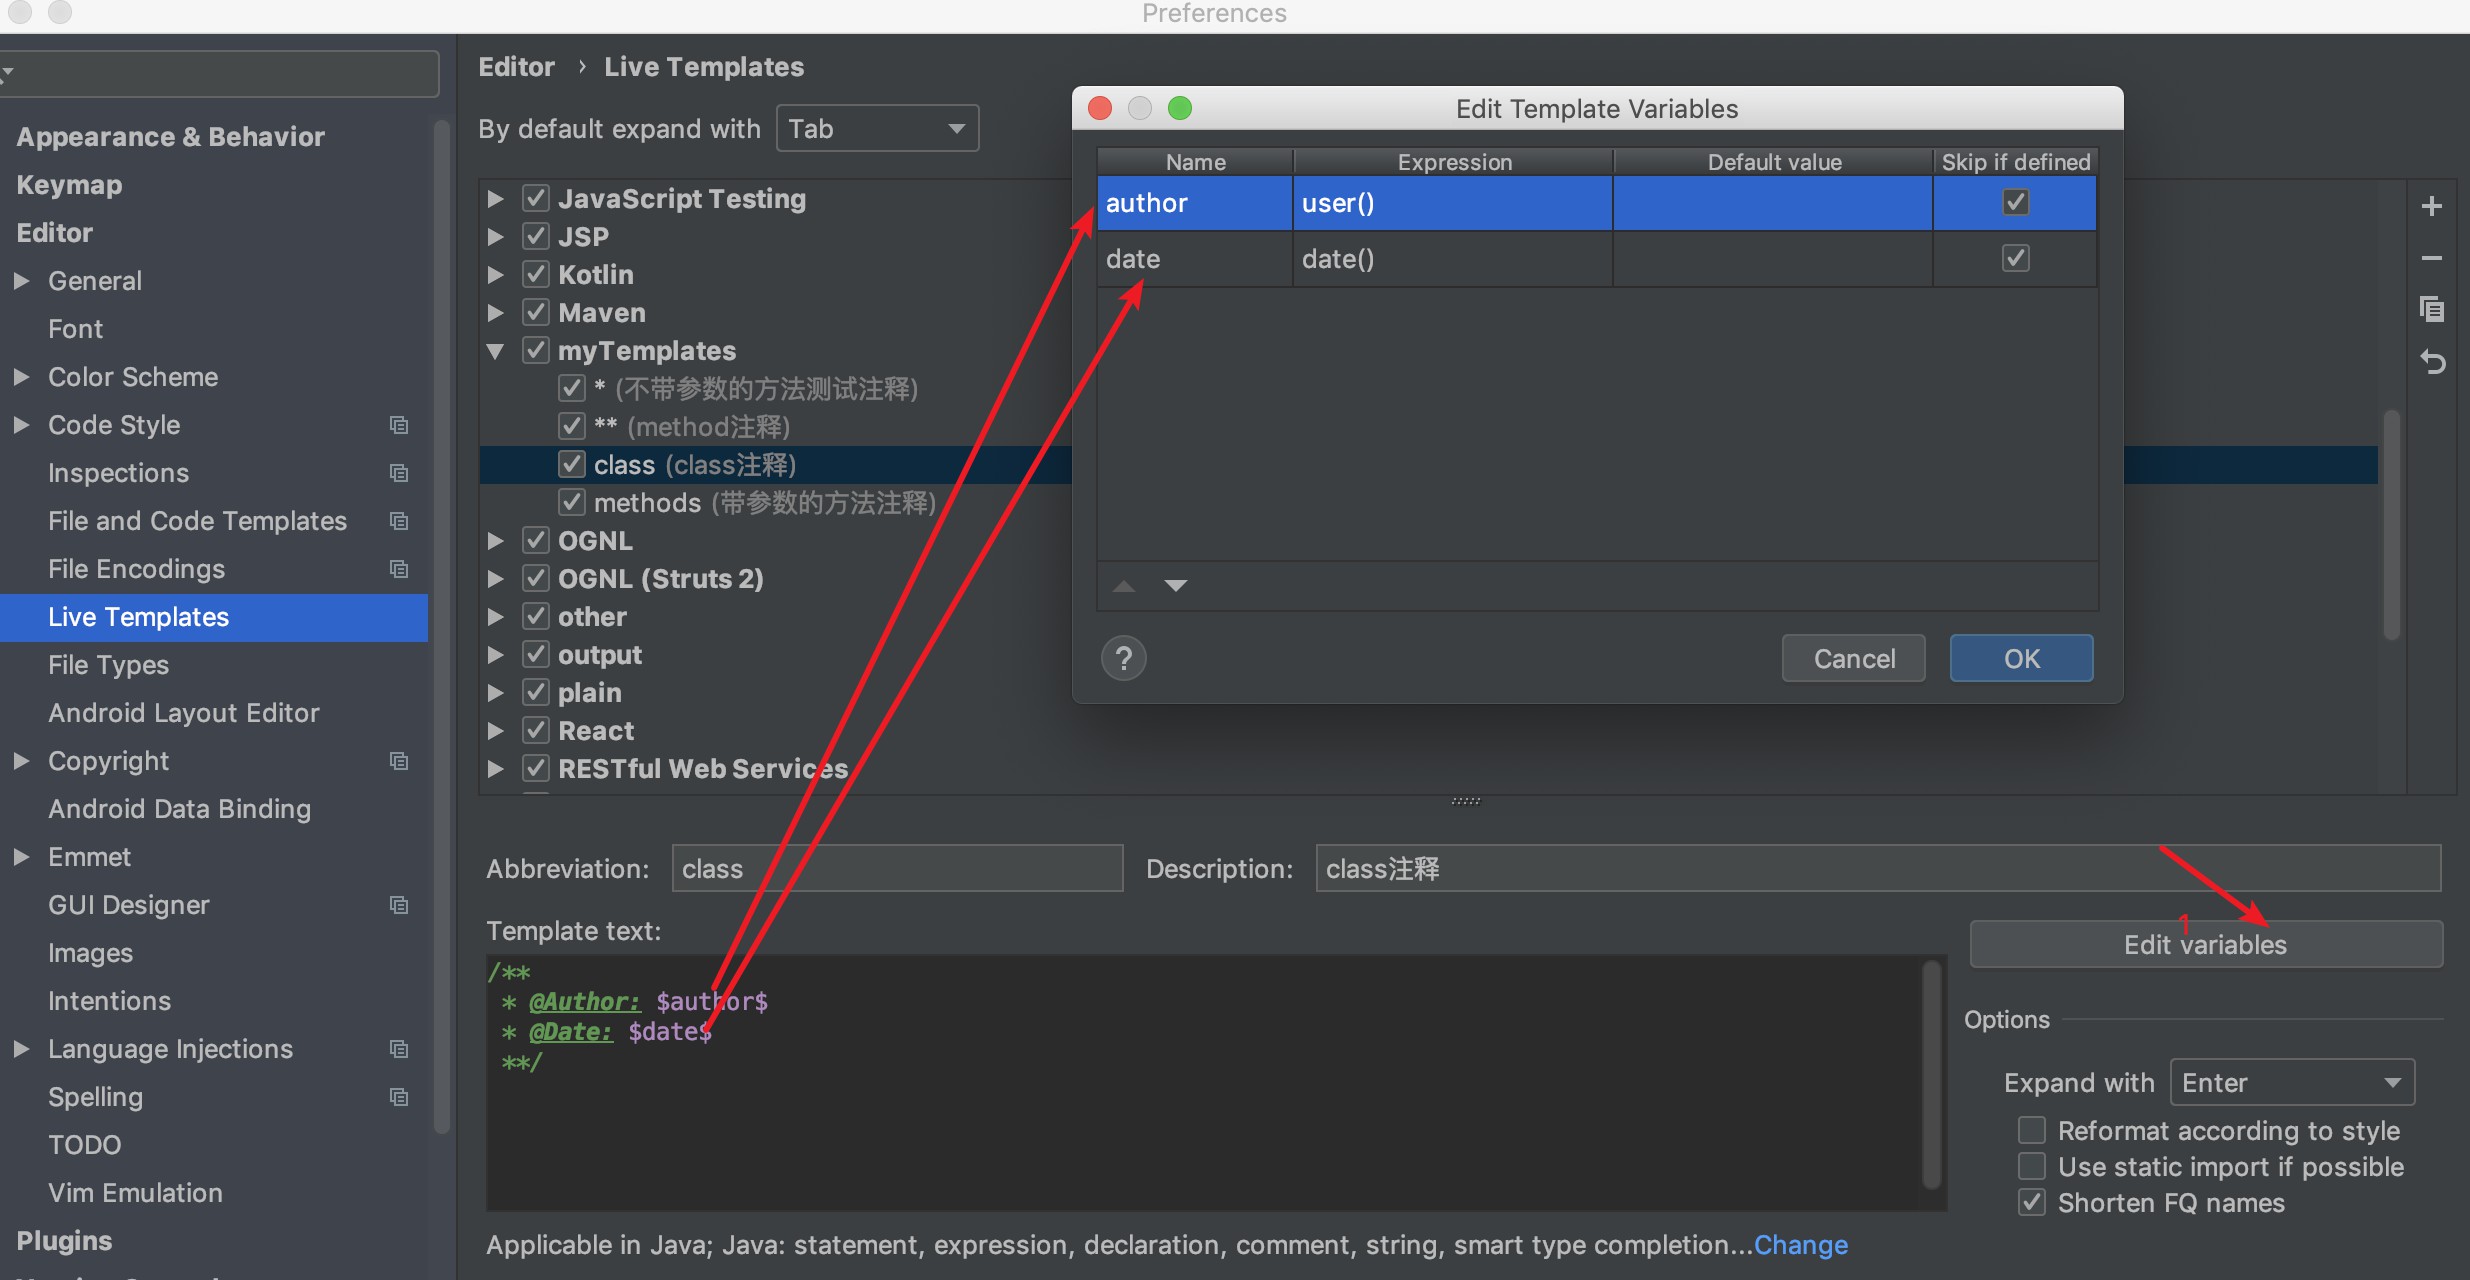 Preferences
Appearance & Behavior
Keymap
Editor
General
Font
Color Scheme
Code Style
Inspections
File and Code Templates
File Encodings
Live Templates
File Types
Android Layout Editor
Copyright
Android Data Binding
Emmet
GUI Designer
Images
Intentions
Language Injections
Spelling
TODO
Vim Emulation
Plugins
Editor › Live Templates
By default expand with Tab
JavaScript Testing
JSP
Kotlin
Maven
myTemplates
* (不带参数的方法测试注释)
** (method注释)
class (class注释)
methods (带参数的方法注释)
OGNL
OGNL (Struts 2)
other
output
plain
React
RESTful Web Services
Edit Template Variables
Name Expression Default value Skip if defined
author user()
date date()
?
Cancel OK
Abbreviation: class Description: class注释
Template text:
/**
* @Author: $author$
* @Date: $date$
**/
1
Edit variables
Options
Expand with Enter
Reformat according to style
Use static import if possible
Shorten FQ names
Applicable in Java; Java: statement, expression, declaration, comment, string, smart type completion...Change